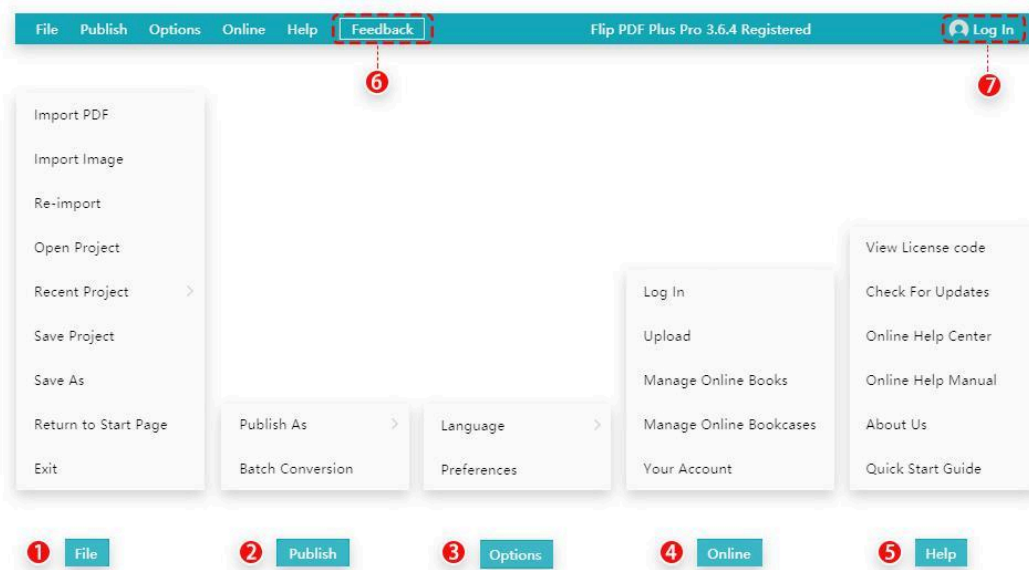 File Publish Options Online Help Feedback Flip PDF Plus Pro 3.6.4 Registered Log In
6 7
Import PDF
Import Image
Re-import
Open Project
Recent Project
Save Project
Save As
Return to Start Page
Exit
Publish As
Batch Conversion
Language
Preferences
Log In
Upload
Manage Online Books
Manage Online Bookcases
Your Account
View License code
Check For Updates
Online Help Center
Online Help Manual
About Us
Quick Start Guide
1 File 2 Publish 3 Options 4 Online 5 Help